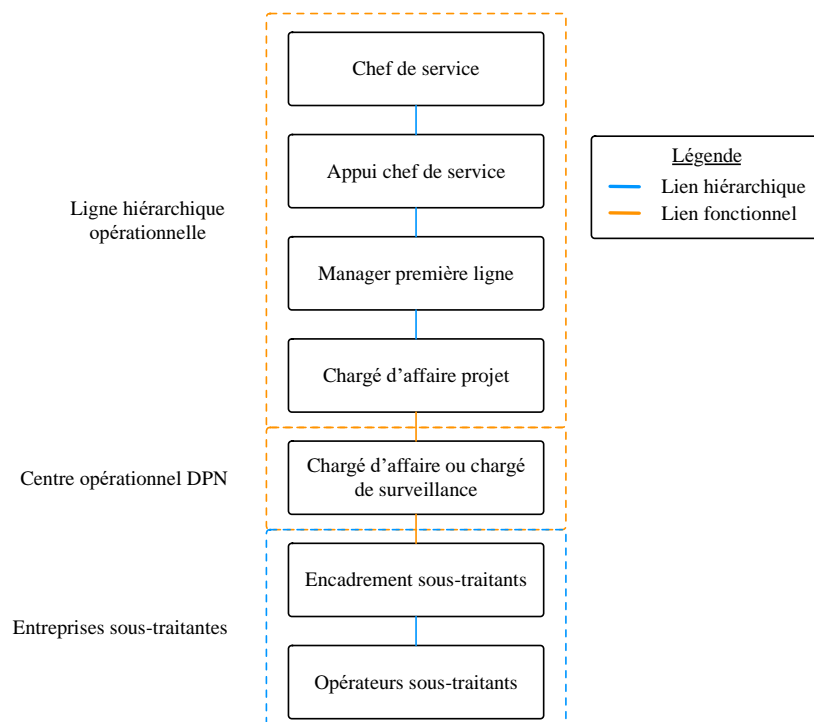 Chef de service
Appui chef de service
Manager première ligne
Chargé d'affaire projet
Ligne hiérarchique
opérationnelle
Légende
Lien hiérarchique
Lien fonctionnel
Centre opérationnel DPN
Chargé d'affaire ou chargé
de surveillance
Entreprises sous-traitantes
Encadrement sous-traitants
Opérateurs sous-traitants